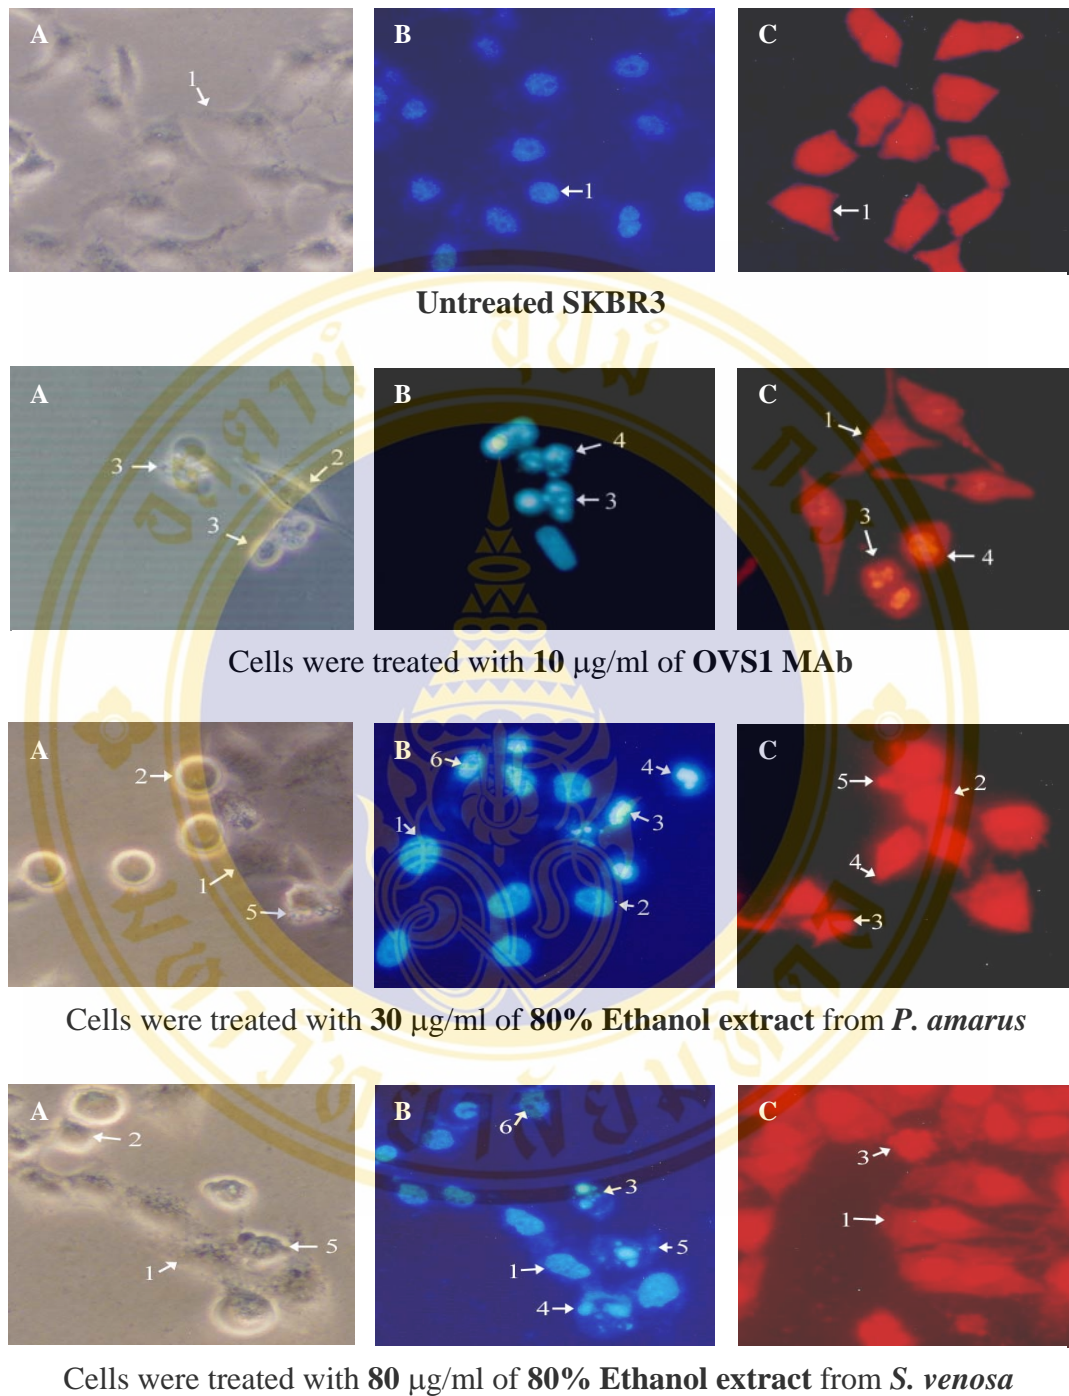 A
B
C
1
1
1
Untreated SKBR3
A
B
C
3
2
3
4
3
1
3
4
Cells were treated with 10 μg/ml of OVS1 MAb
A
B
C
2
1
5
6
4
3
1
2
5
2
4
3
Cells were treated with 30 μg/ml of 80% Ethanol extract from P. amarus
A
B
C
2
5
1
6
3
5
1
4
3
1
Cells were treated with 80 μg/ml of 80% Ethanol extract from S. venosa